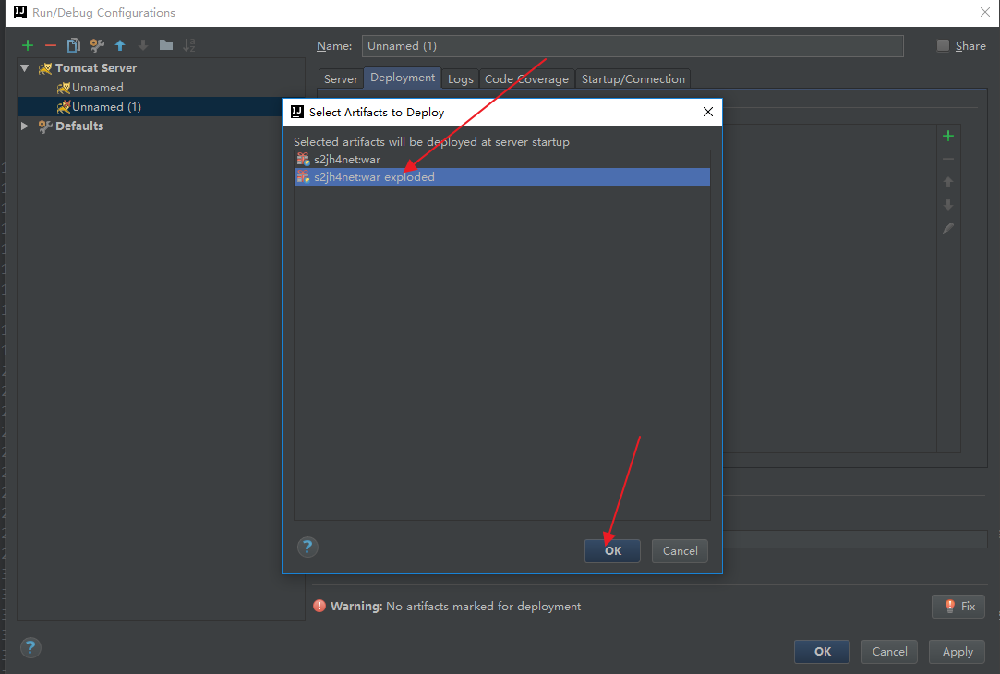 Run/Debug Configurations
Name: Unnamed (1) Share
Tomcat Server
Unnamed
Unnamed (1)
Defaults
Server Deployment Logs Code Coverage Startup/Connection
Select Artifacts to Deploy
Selected artifacts will be deployed at server startup
s2jh4net:war
s2jh4net:war exploded
? OK Cancel
Warning: No artifacts marked for deployment Fix
? OK Cancel Apply